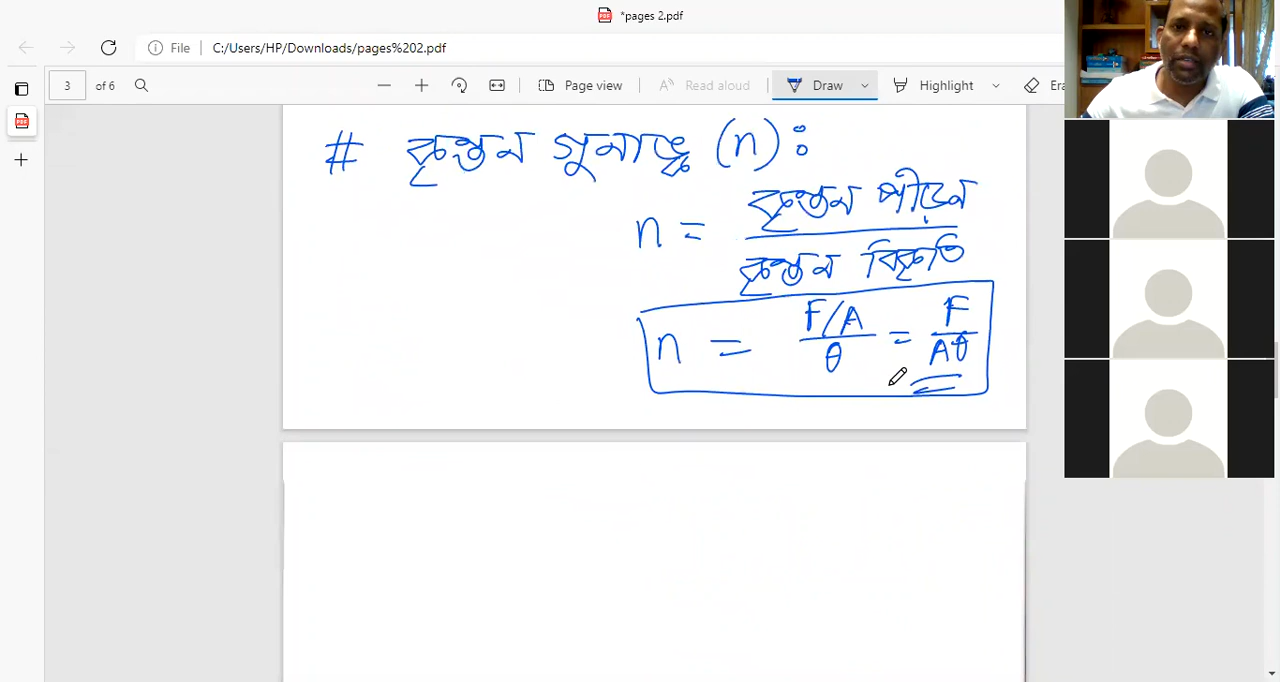 *pages 2.pdf
File C:/Users/HP/Downloads/pages%202.pdf
3 of 6 Page view Read aloud Draw Highlight Era
# কৃন্তন গুনাঙ্ক (n):
n = কৃন্তন পীড়ন / কৃন্তন বিকৃতি
n = F/A / θ = F / Aθ